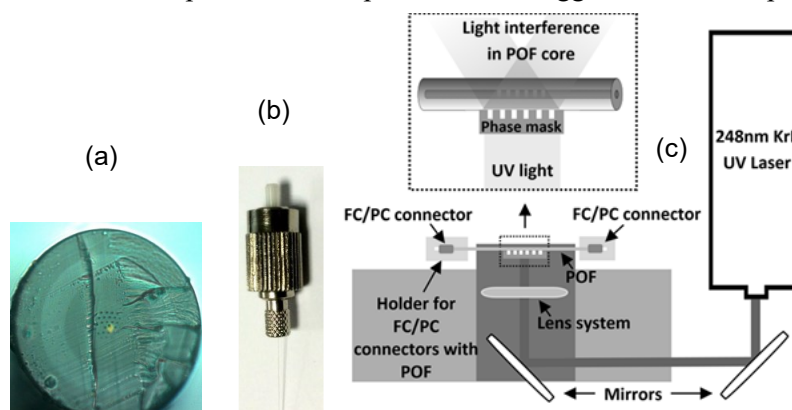 (a)
(b)
(c)
Light interference
in POF core
Phase mask
UV light
248nm
UV Laser
FC/PC connector
FC/PC connector
POF
Holder for
FC/PC
connectors with
POF
Lens system
Mirrors